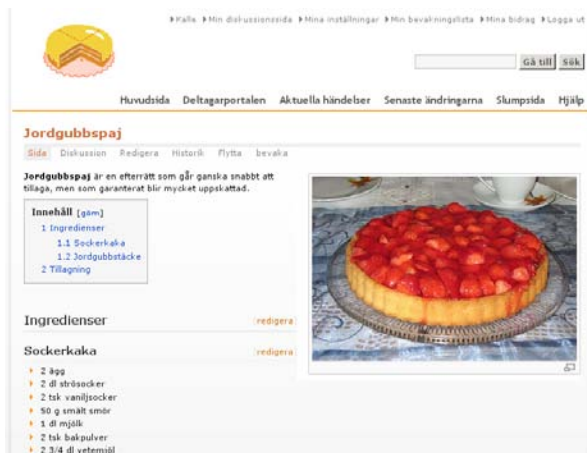 Kalle Min diskussionssida Mina inställningar Min bevakningslista Mina bidrag Logga ut
Gå till Sök
Huvudsida Deltagarportalen Aktuella händelser Senaste ändringarna Slumpsida Hjälp
Jordgubbspaj
Sida Diskussion Redigera Historik Flytta bevaka
Jordgubbspaj är en efterrätt som går ganska snabbt att
tillaga, men som garanterat blir mycket uppskattad.
Innehåll [göm]
1 Ingredienser
1.1 Sockerkaka
1.2 Jordgubbstäcke
2 Tillagning
Ingredienser [redigera]
Sockerkaka [redigera]
2 ägg
2 dl strösocker
2 tsk vaniljsocker
50 g smält smör
1 dl mjölk
2 tsk bakpulver
2 3/4 dl vetemjöl